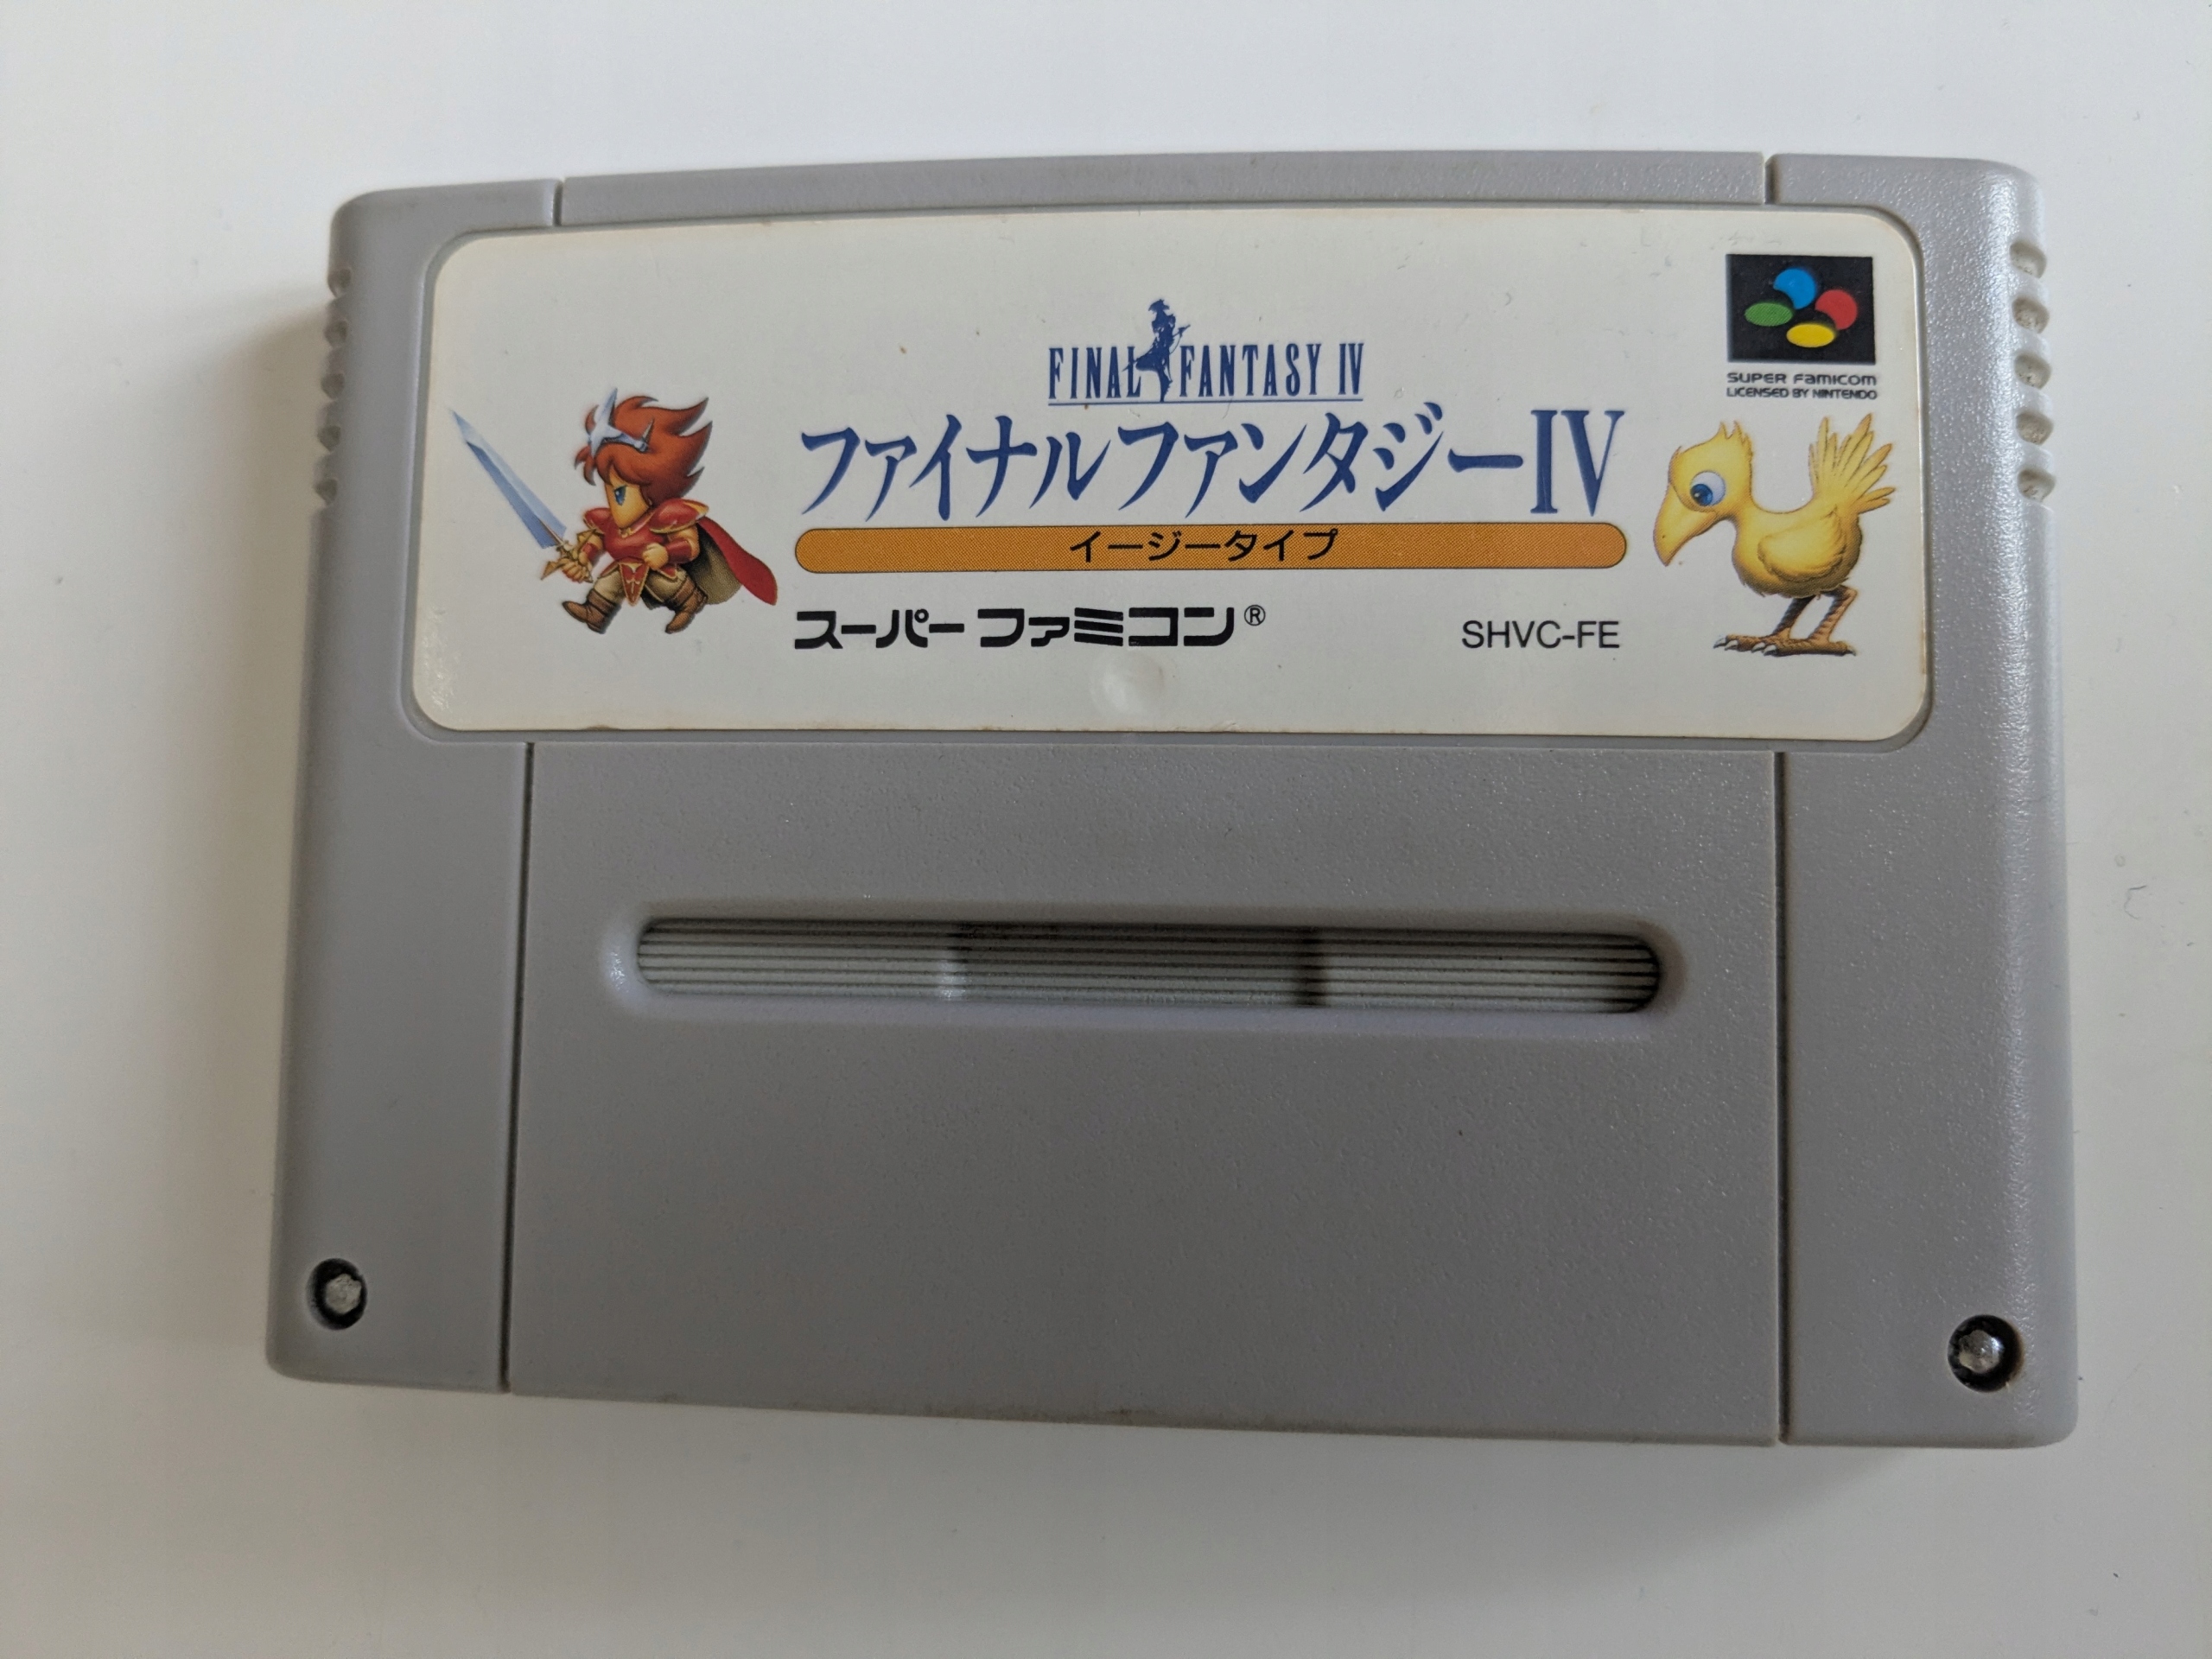 SUPER FAMICOM
LICENSED BY NINTENDO
FINAL FANTASY IV
ファイナルファンタジーIV
イージータイプ
スーパーファミコン®
SHVC-FE